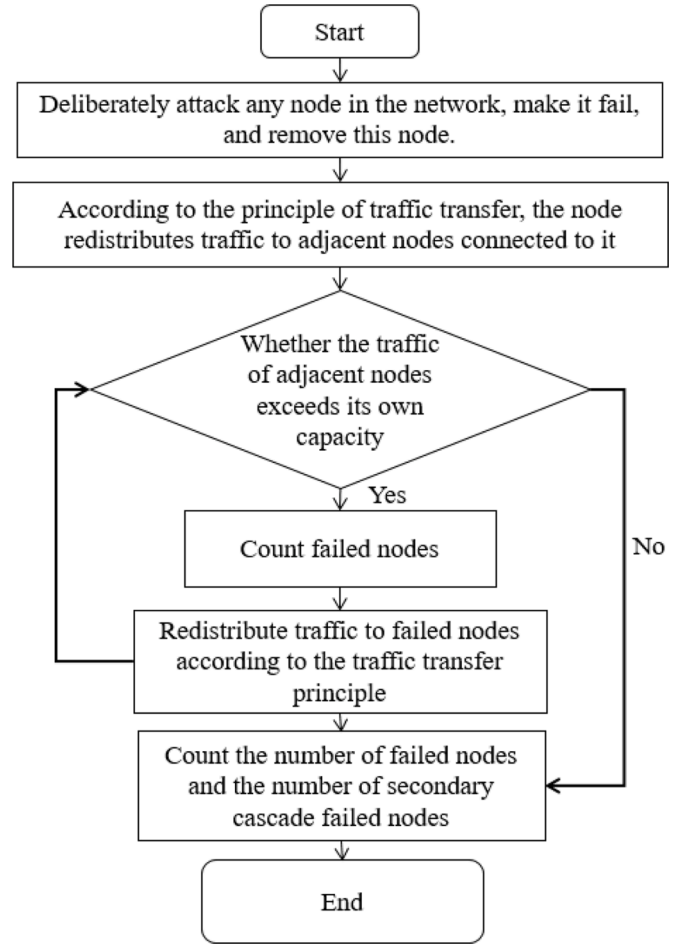 Start
Deliberately attack any node in the network, make it fail,
and remove this node.
According to the principle of traffic transfer, the node
redistributes traffic to adjacent nodes connected to it
Whether the traffic
of adjacent nodes
exceeds its own
capacity
Yes
Count failed nodes
No
Redistribute traffic to failed nodes
according to the traffic transfer
principle
Count the number of failed nodes
and the number of secondary
cascade failed nodes
End